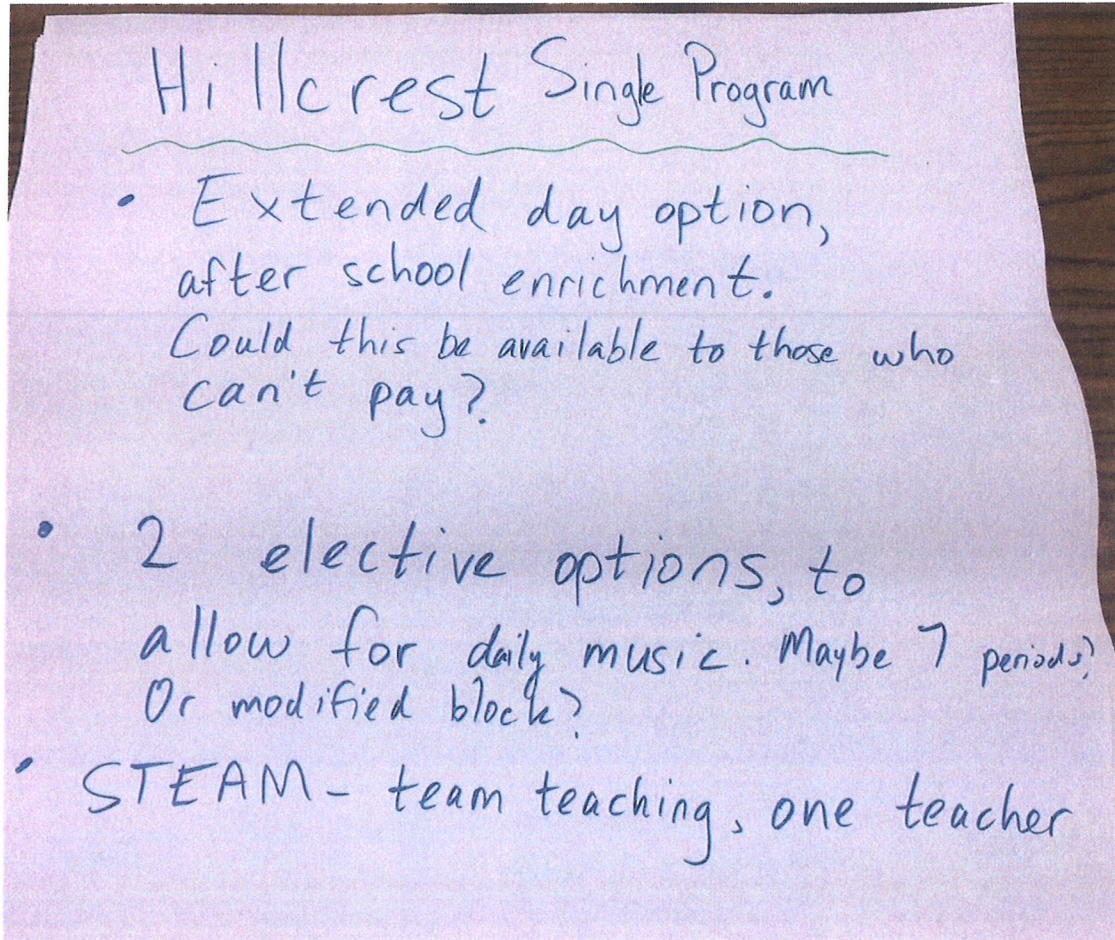 Hillcrest Single Program
• Extended day option,
after school enrichment.
Could this be available to those who
can't pay?
• 2 elective options, to
allow for daily music. Maybe 7 periods?
Or modified block?
• STEAM - team teaching, one teacher